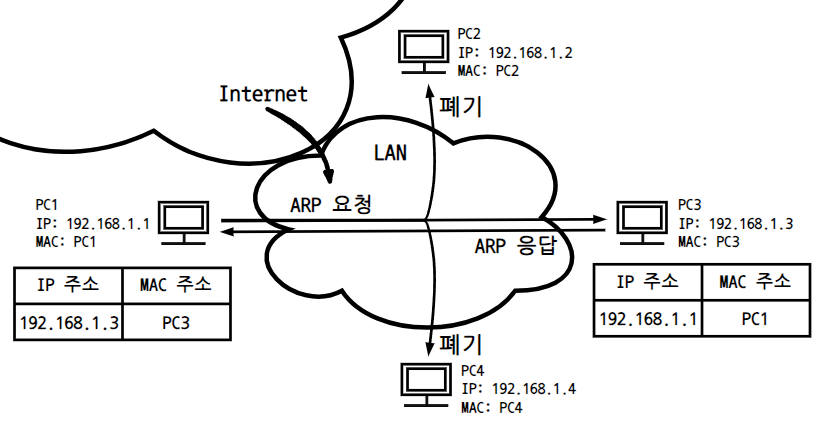 PC2
IP: 192.168.1.2
MAC: PC2
Internet
폐기
LAN
PC1
IP: 192.168.1.1
MAC: PC1
ARP 요청
PC3
IP: 192.168.1.3
MAC: PC3
ARP 응답
IP 주소 MAC 주소
192.168.1.3 PC3
IP 주소 MAC 주소
192.168.1.1 PC1
폐기
PC4
IP: 192.168.1.4
MAC: PC4